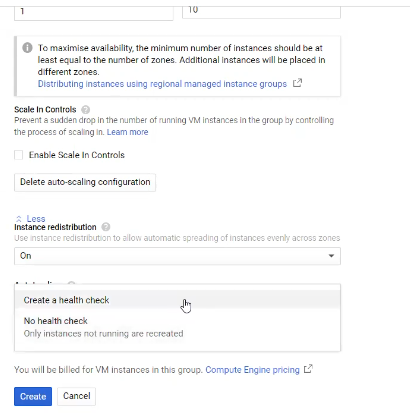 1
10
To maximise availability, the minimum number of instances should be at
least equal to the number of zones. Additional instances will be placed in
different zones.
Distributing instances using regional managed instance groups
Scale In Controls
Prevent a sudden drop in the number of running VM instances in the group by controlling
the process of scaling in. Learn more
Enable Scale In Controls
Delete auto-scaling configuration
Less
Instance redistribution
Use instance redistribution to allow automatic spreading of instances evenly across zones
On
Create a health check
No health check
Only instances not running are recreated
You will be billed for VM instances in this group. Compute Engine pricing
Create
Cancel